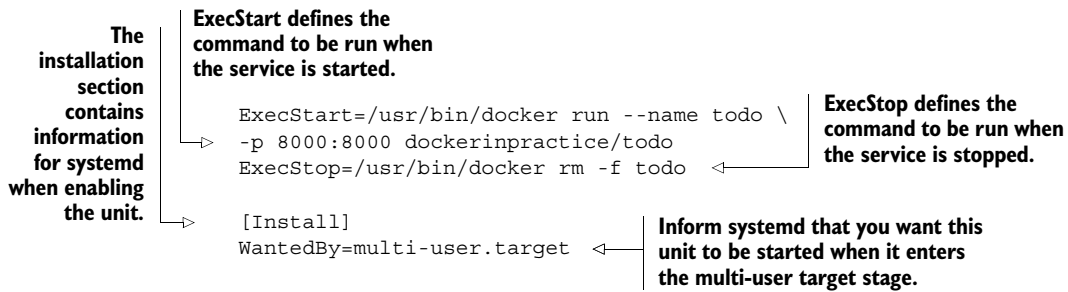 ExecStart defines the
command to be run when
the service is started.
The
installation
section
contains
information
for systemd
when enabling
the unit.
ExecStart=/usr/bin/docker run --name todo \
-p 8000:8000 dockerinpractice/todo
ExecStop=/usr/bin/docker rm -f todo
ExecStop defines the
command to be run when
the service is stopped.
[Install]
WantedBy=multi-user.target
Inform systemd that you want this
unit to be started when it enters
the multi-user target stage.